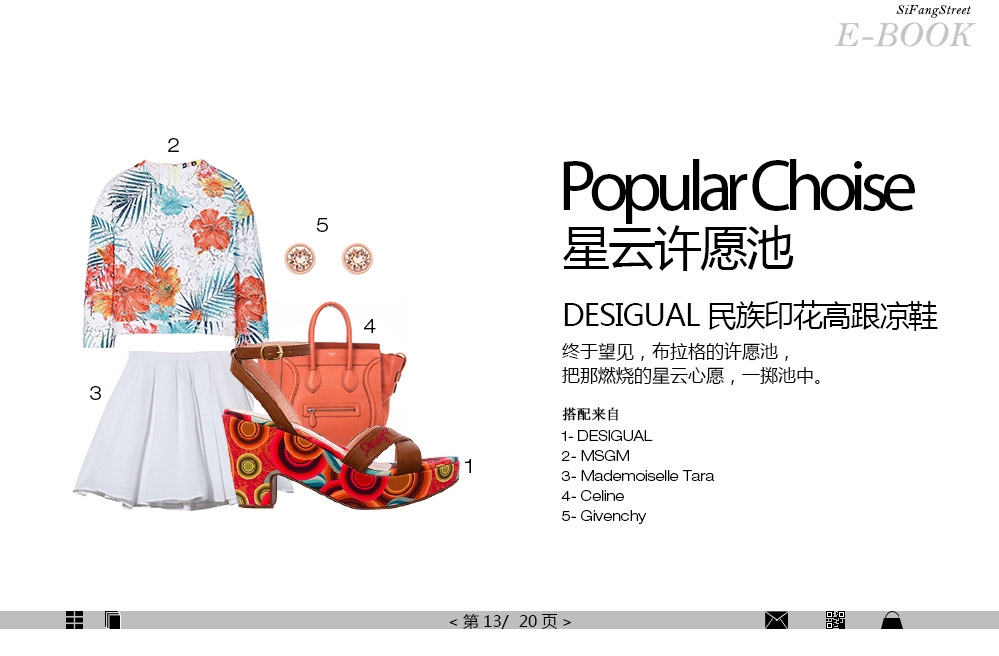 SiFangStreet
E-BOOK
2
5
4
3
1
Popular Choise
星云许愿池
DESIGUAL 民族印花高跟凉鞋
终于望见，布拉格的许愿池，
把那燃烧的星云心愿，一掷池中。
搭配来自
1- DESIGUAL
2- MSGM
3- Mademoiselle Tara
4- Celine
5- Givenchy
< 第 13/ 20 页 >